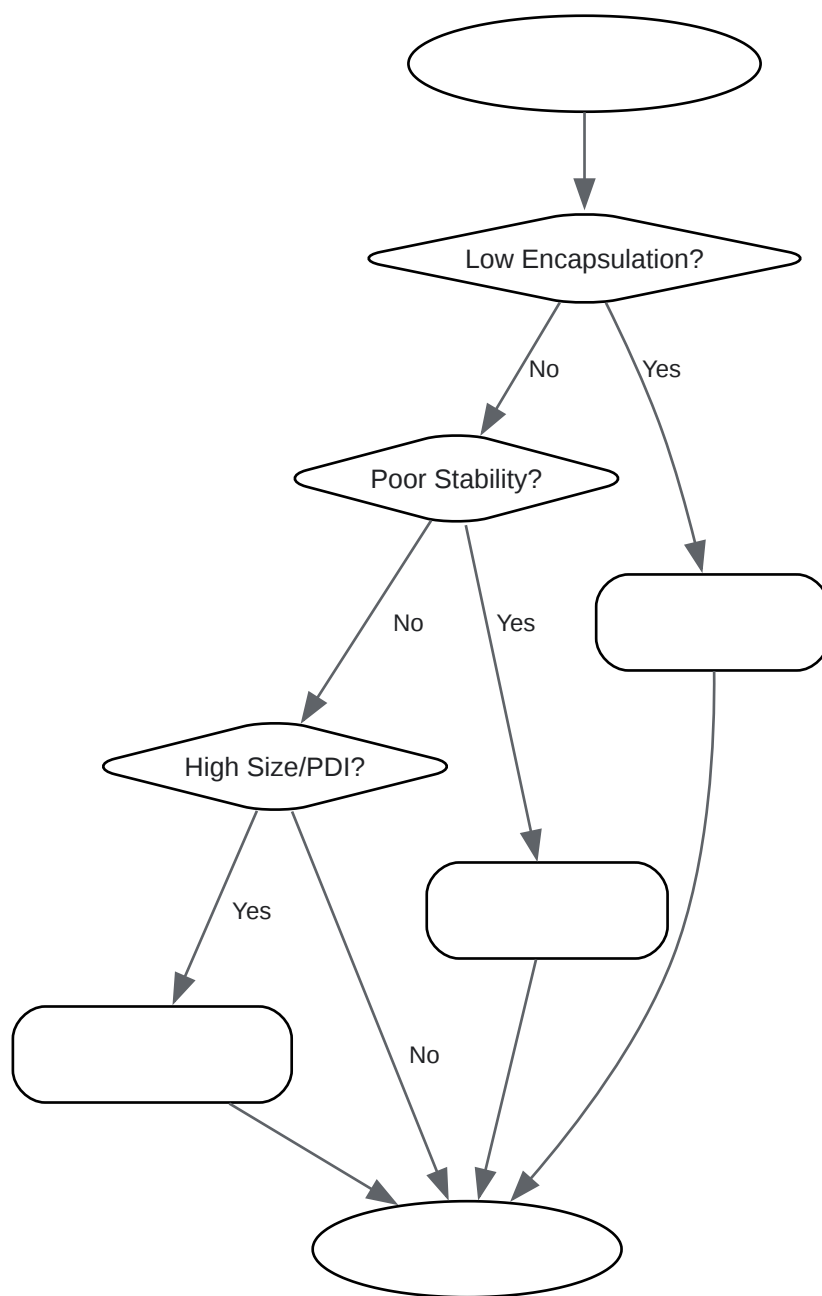 Low Encapsulation?
No
Yes
Poor Stability?
No
Yes
High Size/PDI?
Yes
No